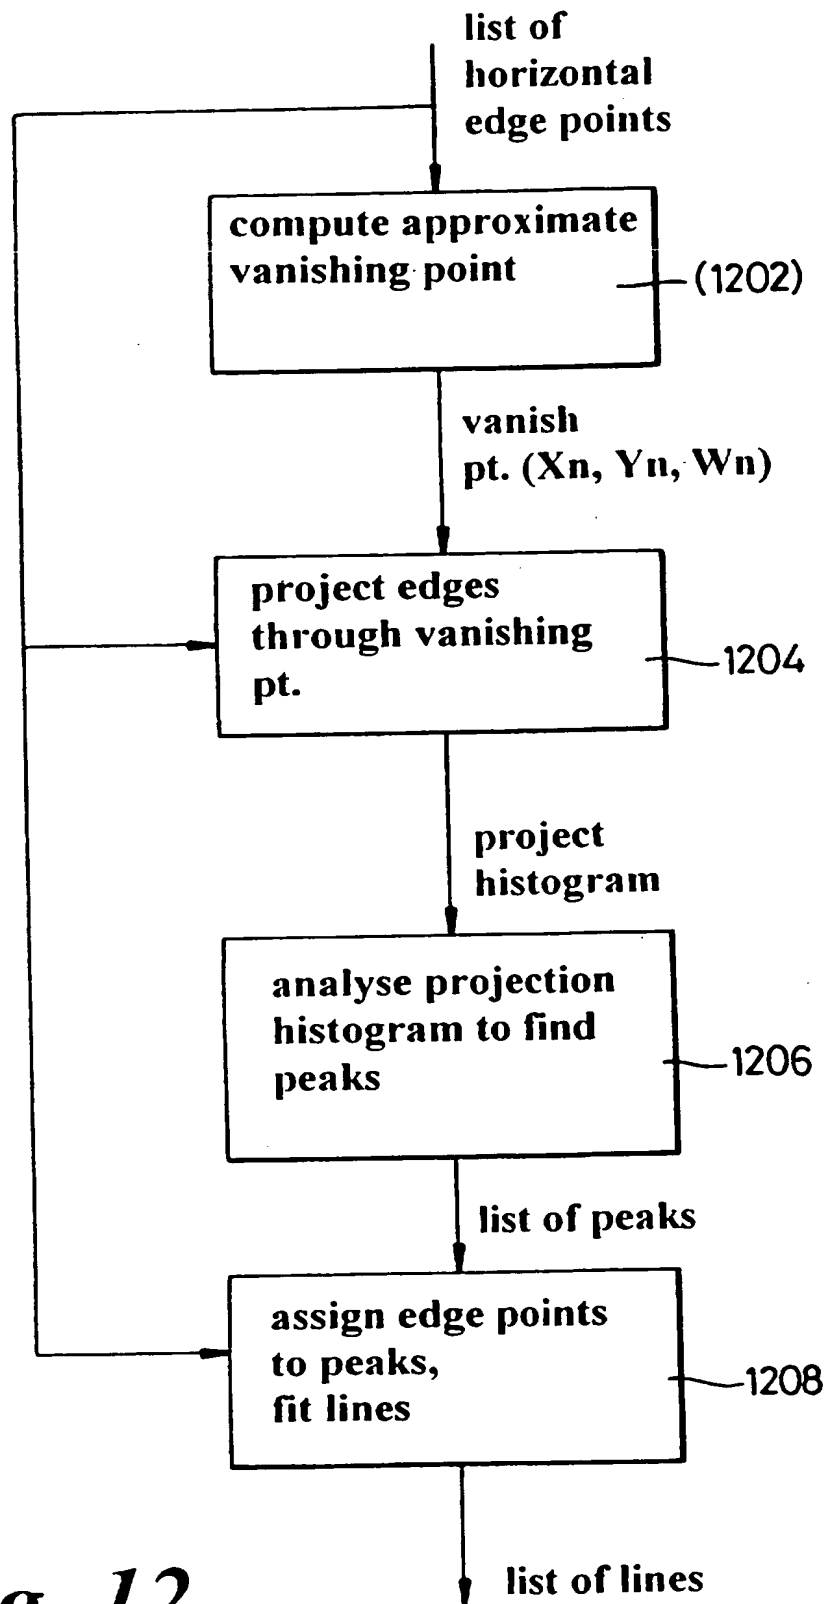 list of
horizontal
edge points
compute approximate
vanishing point
(1202)
vanish
pt. (Xn, Yn, Wn)
project edges
through vanishing
pt.
1204
project
histogram
analyse projection
histogram to find
peaks
1206
list of peaks
assign edge points
to peaks,
fit lines
1208
list of lines
12